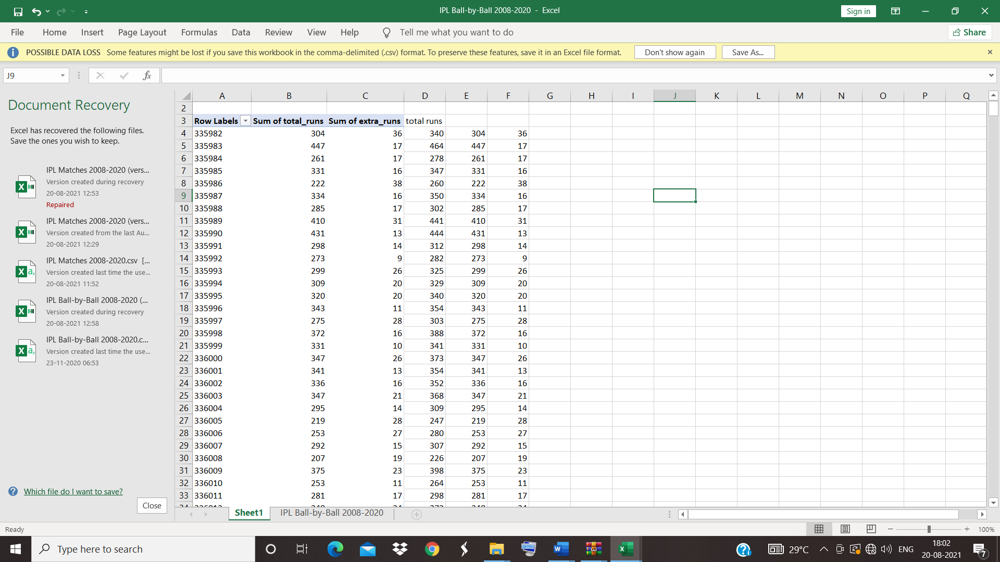 IPL Ball-by-Ball 2008-2020 - Excel
Sign in
File Home Insert Page Layout Formulas Data Review View Help Tell me what you want to do Share
POSSIBLE DATA LOSS Some features might be lost if you save this workbook in the comma-delimited (.csv) format. To preserve these features, save it in an Excel file format. Don't show again Save As...
J9 fx
Document Recovery
Excel has recovered the following files.
Save the ones you wish to keep.
IPL Matches 2008-2020 (vers...
Version created during recovery
20-08-2021 12:53
Repaired
IPL Matches 2008-2020 (vers...
Version created from the last Au...
20-08-2021 12:29
IPL Matches 2008-2020.csv [...
Version created last time the use...
20-08-2021 11:52
IPL Ball-by-Ball 2008-2020 (...
Version created during recovery
20-08-2021 12:58
IPL Ball-by-Ball 2008-2020.c...
Version created last time the use...
23-11-2020 06:53
Which file do I want to save?
Close
A B C D E F G H I J K L M N O P Q
2
3 Row Labels Sum of total_runs Sum of extra_runs total runs
4 335982 304 36 340 304 36
5 335983 447 17 464 447 17
6 335984 261 17 278 261 17
7 335985 331 16 347 331 16
8 335986 222 38 260 222 38
9 335987 334 16 350 334 16
10 335988 285 17 302 285 17
11 335989 410 31 441 410 31
12 335990 431 13 444 431 13
13 335991 298 14 312 298 14
14 335992 273 9 282 273 9
15 335993 299 26 325 299 26
16 335994 309 20 329 309 20
17 335995 320 20 340 320 20
18 335996 343 11 354 343 11
19 335997 275 28 303 275 28
20 335998 372 16 388 372 16
21 335999 331 10 341 331 10
22 336000 347 26 373 347 26
23 336001 341 13 354 341 13
24 336002 336 16 352 336 16
25 336003 347 21 368 347 21
26 336004 295 14 309 295 14
27 336005 219 28 247 219 28
28 336006 253 27 280 253 27
29 336007 292 15 307 292 15
30 336008 207 19 226 207 19
31 336009 375 23 398 375 23
32 336010 253 11 264 253 11
33 336011 281 17 298 281 17
Sheet1 IPL Ball-by-Ball 2008-2020
Ready 100%
Type here to search
29°C ENG
18:02
20-08-2021
7